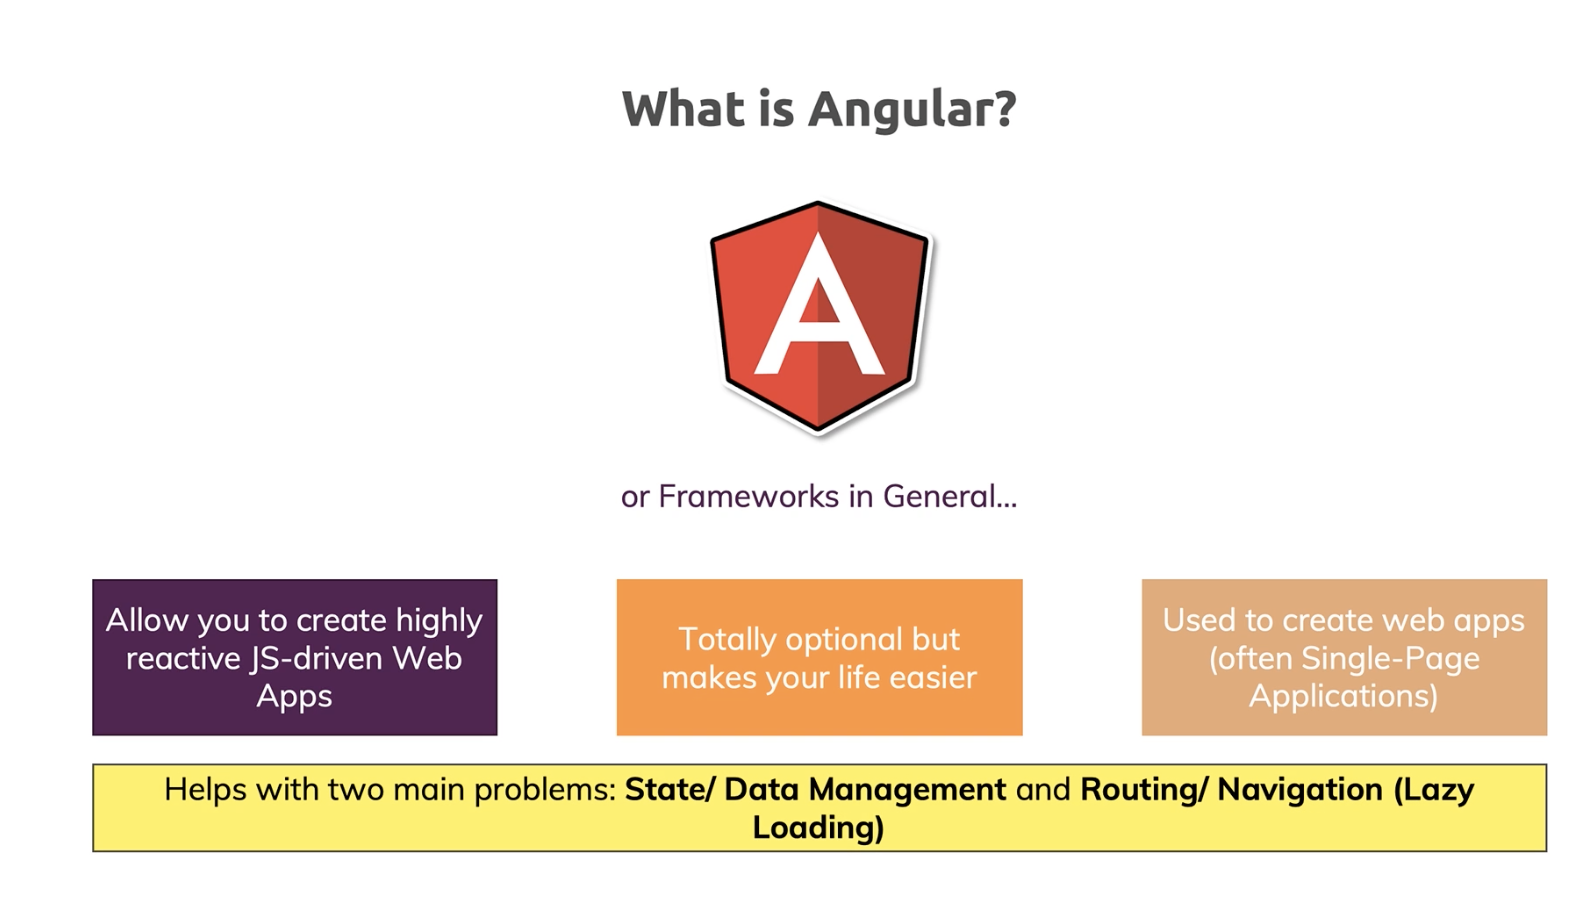 What is Angular?
A
or Frameworks in General...
Allow you to create highly
reactive JS-driven Web
Apps
Totally optional but
makes your life easier
Used to create web apps
(often Single-Page
Applications)
Helps with two main problems: State/ Data Management and Routing/ Navigation (Lazy
Loading)